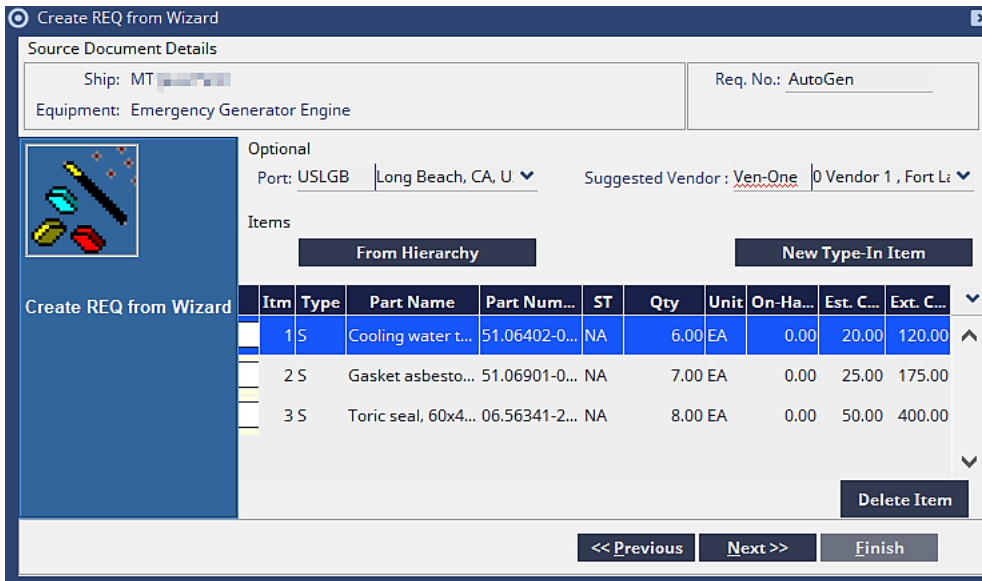 Create REQ from Wizard
Source Document Details
Ship: MT
Req. No.: AutoGen
Equipment: Emergency Generator Engine
Optional
Port: USLGB Long Beach, CA, U: Suggested Vendor : Ven-One 0 Vendor 1 , Fort La
Items
From Hierarchy New Type-In Item
Create REQ from Wizard
Itm Type Part Name Part Num... ST Qty Unit On-Ha... Est. C... Ext. C...
1 S Cooling water t... 51.06402-0... NA 6.00 EA 0.00 20.00 120.00
2 S Gasket asbesto... 51.06901-0... NA 7.00 EA 0.00 25.00 175.00
3 S Toric seal, 60x4... 06.56341-2... NA 8.00 EA 0.00 50.00 400.00
Delete Item
<< Previous Next >> Finish